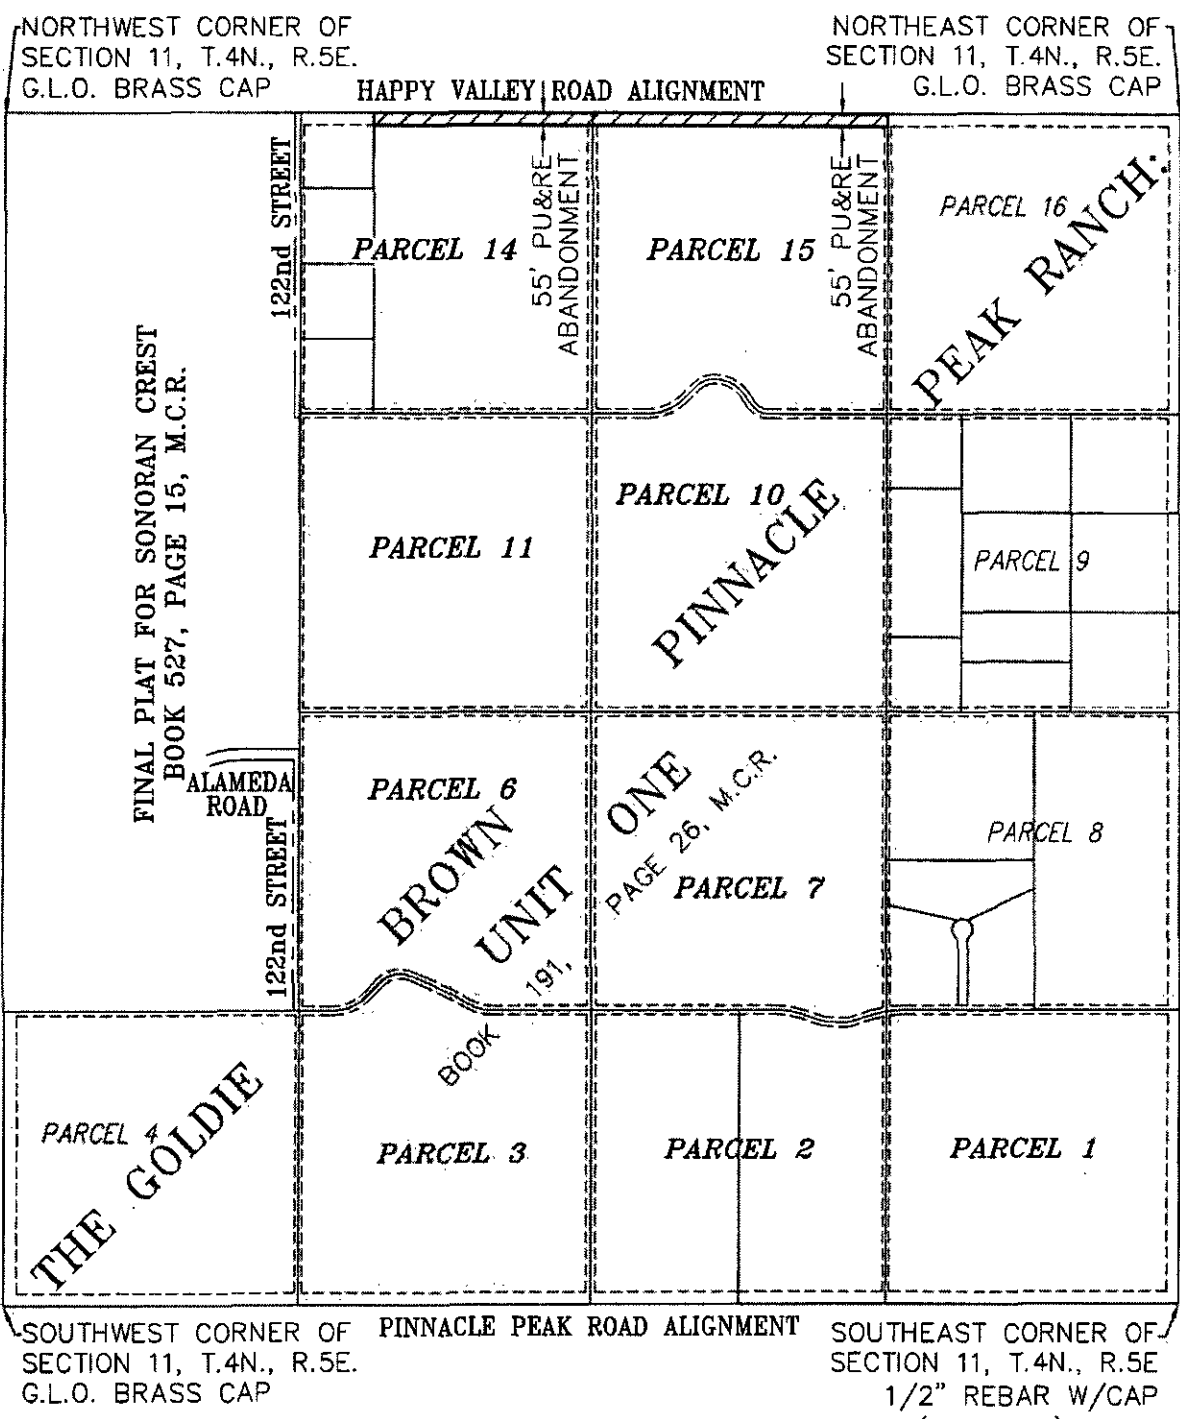 NORTHWEST CORNER OF
SECTION 11, T.4N., R.5E.
G.L.O. BRASS CAP
NORTHEAST CORNER OF
SECTION 11, T.4N., R.5E.
G.L.O. BRASS CAP
HAPPY VALLEY ROAD ALIGNMENT
122nd STREET
PARCEL 14
55' PU&RE
ABANDONMENT
PARCEL 15
55' PU&RE
ABANDONMENT
PARCEL 16
PEAK RANCH:
FINAL PLAT FOR SONORAN CREST
BOOK 527, PAGE 15, M.C.R.
PARCEL 11
PARCEL 10
PINNACLE
PARCEL 9
ALAMEDA
ROAD
122nd STREET
PARCEL 6
BROWN
UNIT ONE
BOOK 191, PAGE 26, M.C.R.
PARCEL 7
PARCEL 8
PARCEL 4
THE GOLDIE
PARCEL 3
PARCEL 2
PARCEL 1
SOUTHWEST CORNER OF
SECTION 11, T.4N., R.5E.
G.L.O. BRASS CAP
PINNACLE PEAK ROAD ALIGNMENT
SOUTHEAST CORNER OF
SECTION 11, T.4N., R.5E
1/2" REBAR W/CAP